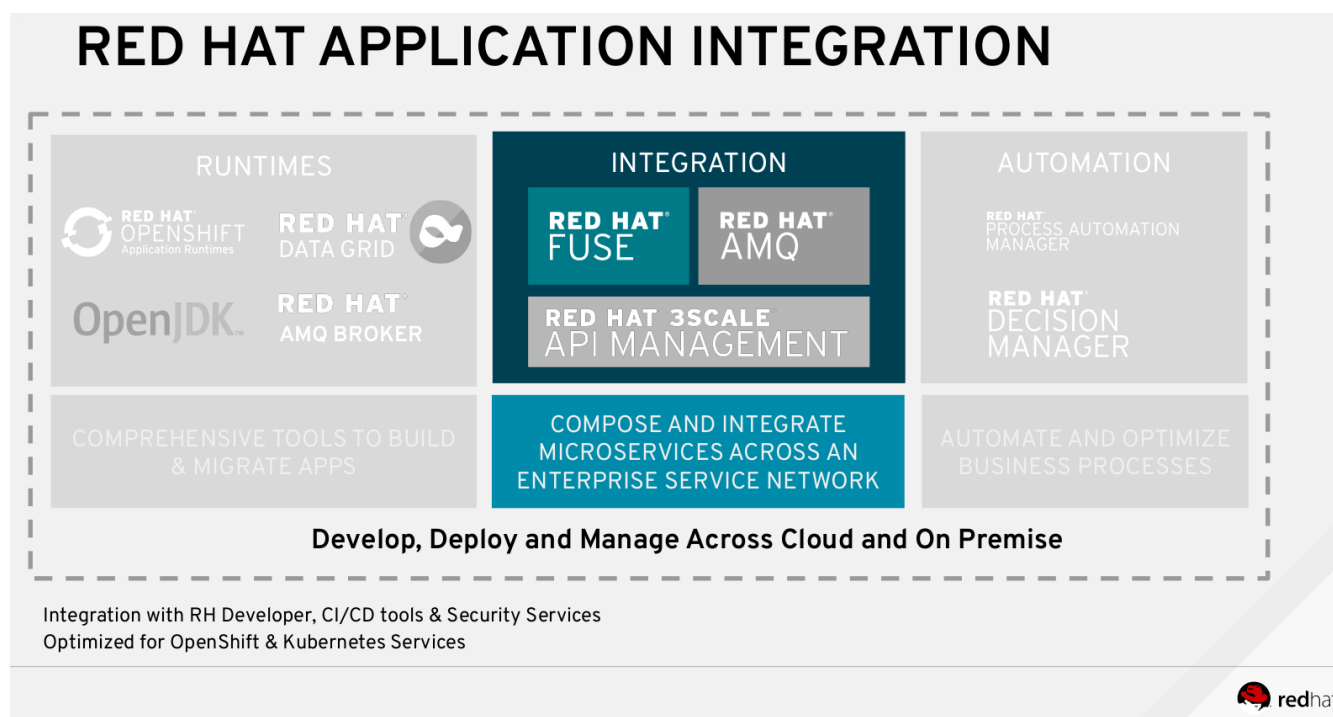 RED HAT APPLICATION INTEGRATION
RUNTIMES
RED HAT®
OPENSHIFT
Application Runtimes
RED HAT®
DATA GRID
OpenJDK™
RED HAT®
AMQ BROKER
COMPREHENSIVE TOOLS TO BUILD
& MIGRATE APPS
INTEGRATION
RED HAT®
FUSE
RED HAT®
AMQ
RED HAT® 3SCALE®
API MANAGEMENT
COMPOSE AND INTEGRATE
MICROSERVICES ACROSS AN
ENTERPRISE SERVICE NETWORK
AUTOMATION
RED HAT®
PROCESS AUTOMATION
MANAGER
RED HAT®
DECISION
MANAGER
AUTOMATE AND OPTIMIZE
BUSINESS PROCESSES
Develop, Deploy and Manage Across Cloud and On Premise
Integration with RH Developer, CI/CD tools & Security Services
Optimized for OpenShift & Kubernetes Services
redha